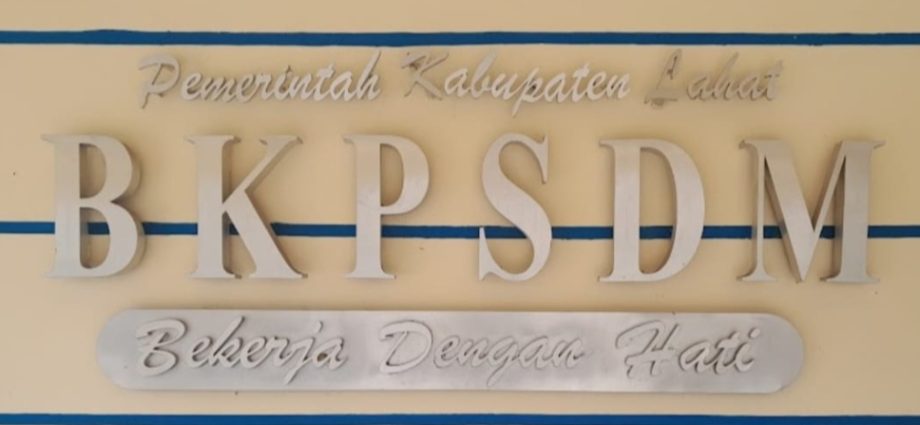 Pemerintah Kabupaten Lahat
BKPSDM
Bekerja Dengan Hati